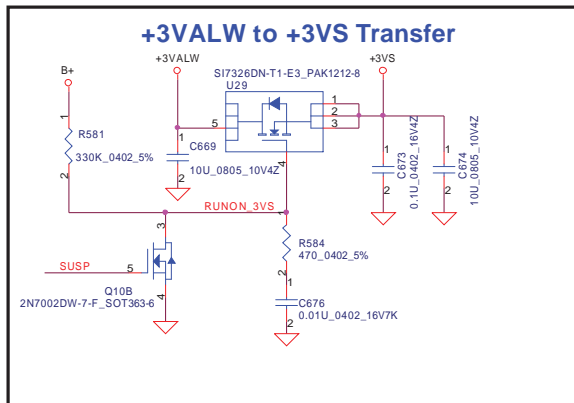 +3VALW to +3VS Transfer
B+
+3VALW
+3VS
SI7326DN-T1-E3_PAK1212-8
U29
1
2
3
5
4
1
R581
330K_0402_5%
2
1
C669
10U_0805_10V4Z
2
1
C673
0.1U_0402_16V4Z
2
1
C674
10U_0805_10V4Z
2
RUNON_3VS
3
SUSP
5
4
Q10B
2N7002DW-7-F_SOT363-6
1
R584
470_0402_5%
2
1
C676
0.01U_0402_16V7K
2